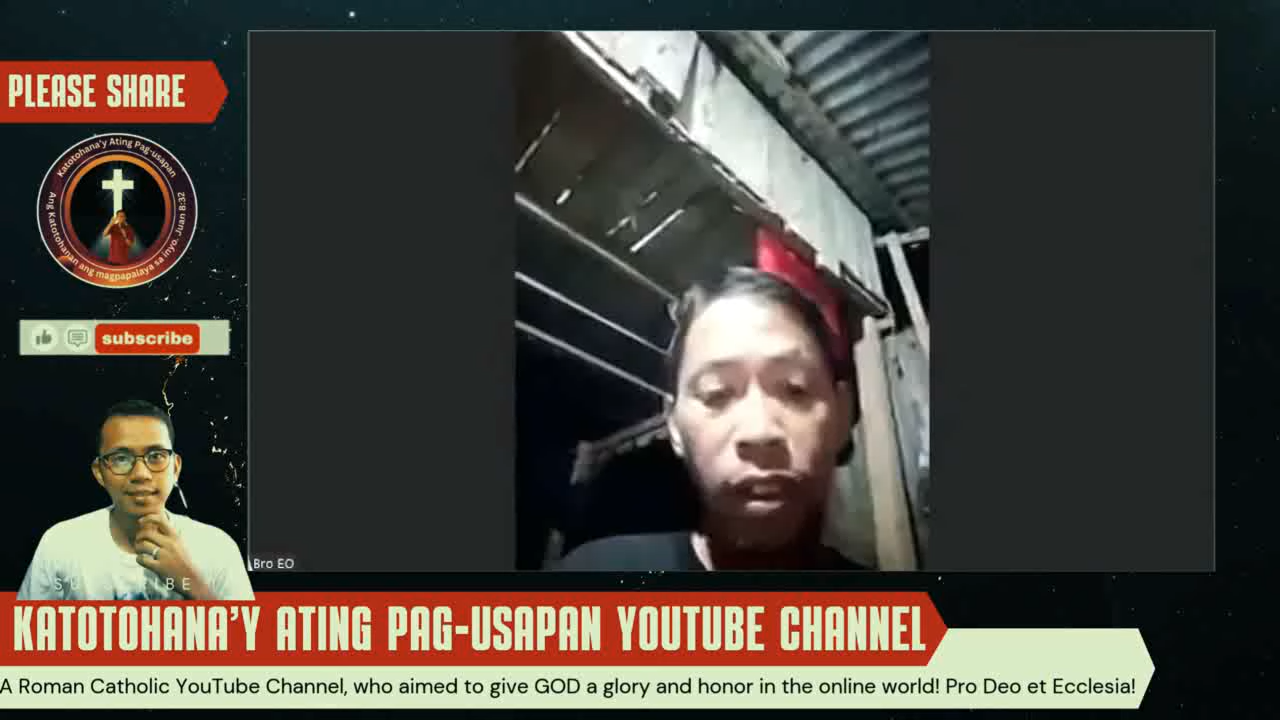 PLEASE SHARE
Katotohana'y Ating Pag-usapan
Ang Katotohanan ang magpapalaya sa inyo. Juan 8:32
subscribe
SUBSCRIBE
Bro EO
KATOTOHANA'Y ATING PAG-USAPAN YOUTUBE CHANNEL
A Roman Catholic YouTube Channel, who aimed to give GOD a glory and honor in the online world! Pro Deo et Ecclesia!